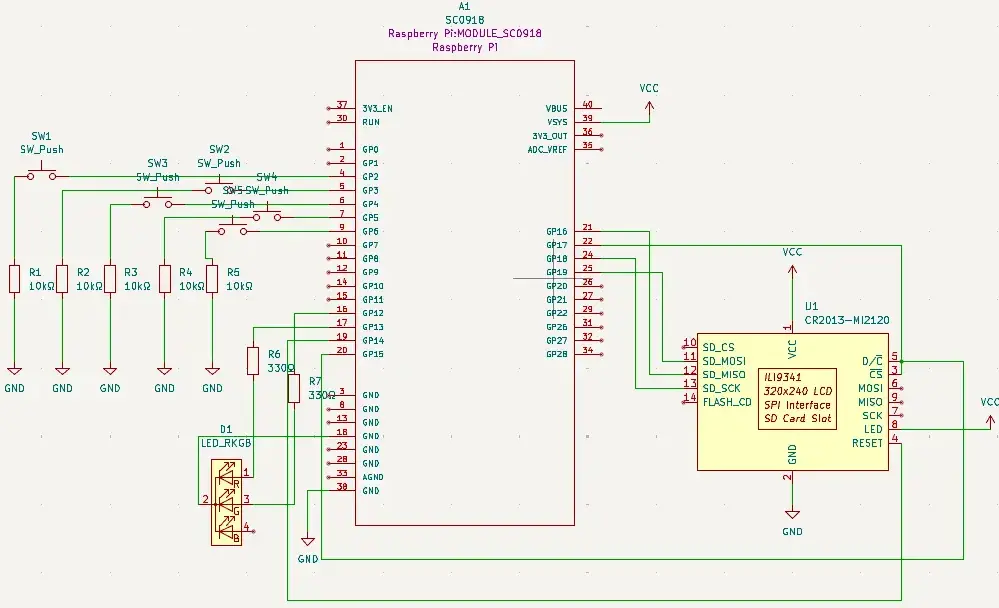 A1
SC0918
Raspberry Pi:MODULE_SC0918
Raspberry Pi
37 3V3_EN
30 RUN
1 GP0
2 GP1
4 GP2
5 GP3
6 GP4
7 GP5
9 GP6
10 GP7
11 GP8
12 GP9
14 GP10
15 GP11
16 GP12
17 GP13
19 GP14
20 GP15
3 GND
8 GND
13 GND
18 GND
23 GND
28 GND
33 AGND
38 GND
VBUS 40
VSYS 39
3V3_OUT 36
ADC_VREF 35
GP16 21
GP17 22
GP18 24
GP19 25
GP20 26
GP21 27
GP22 29
GP26 31
GP27 32
GP28 34
VCC
SW1
SW_Push
SW2
SW_Push
SW3
SW_Push
SW4
SW_Push
SW5
SW_Push
R1
10kΩ
R2
10kΩ
R3
10kΩ
R4
10kΩ
R5
10kΩ
GND
GND
GND
GND
GND
R6
330Ω
R7
330Ω
D1
LED_RKGB
1
R
2
3
G
4
B
GND
VCC
U1
CR2013-MI2120
1
VCC
10 SD_CS
11 SD_MOSI
12 SD_MISO
13 SD_SCK
14 FLASH_CD
ILI9341
320x240 LCD
SPI Interface
SD Card Slot
D/C 5
CS 3
MOSI 6
MISO 9
SCK 7
LED 8
RESET 4
GND
2
GND
VCC